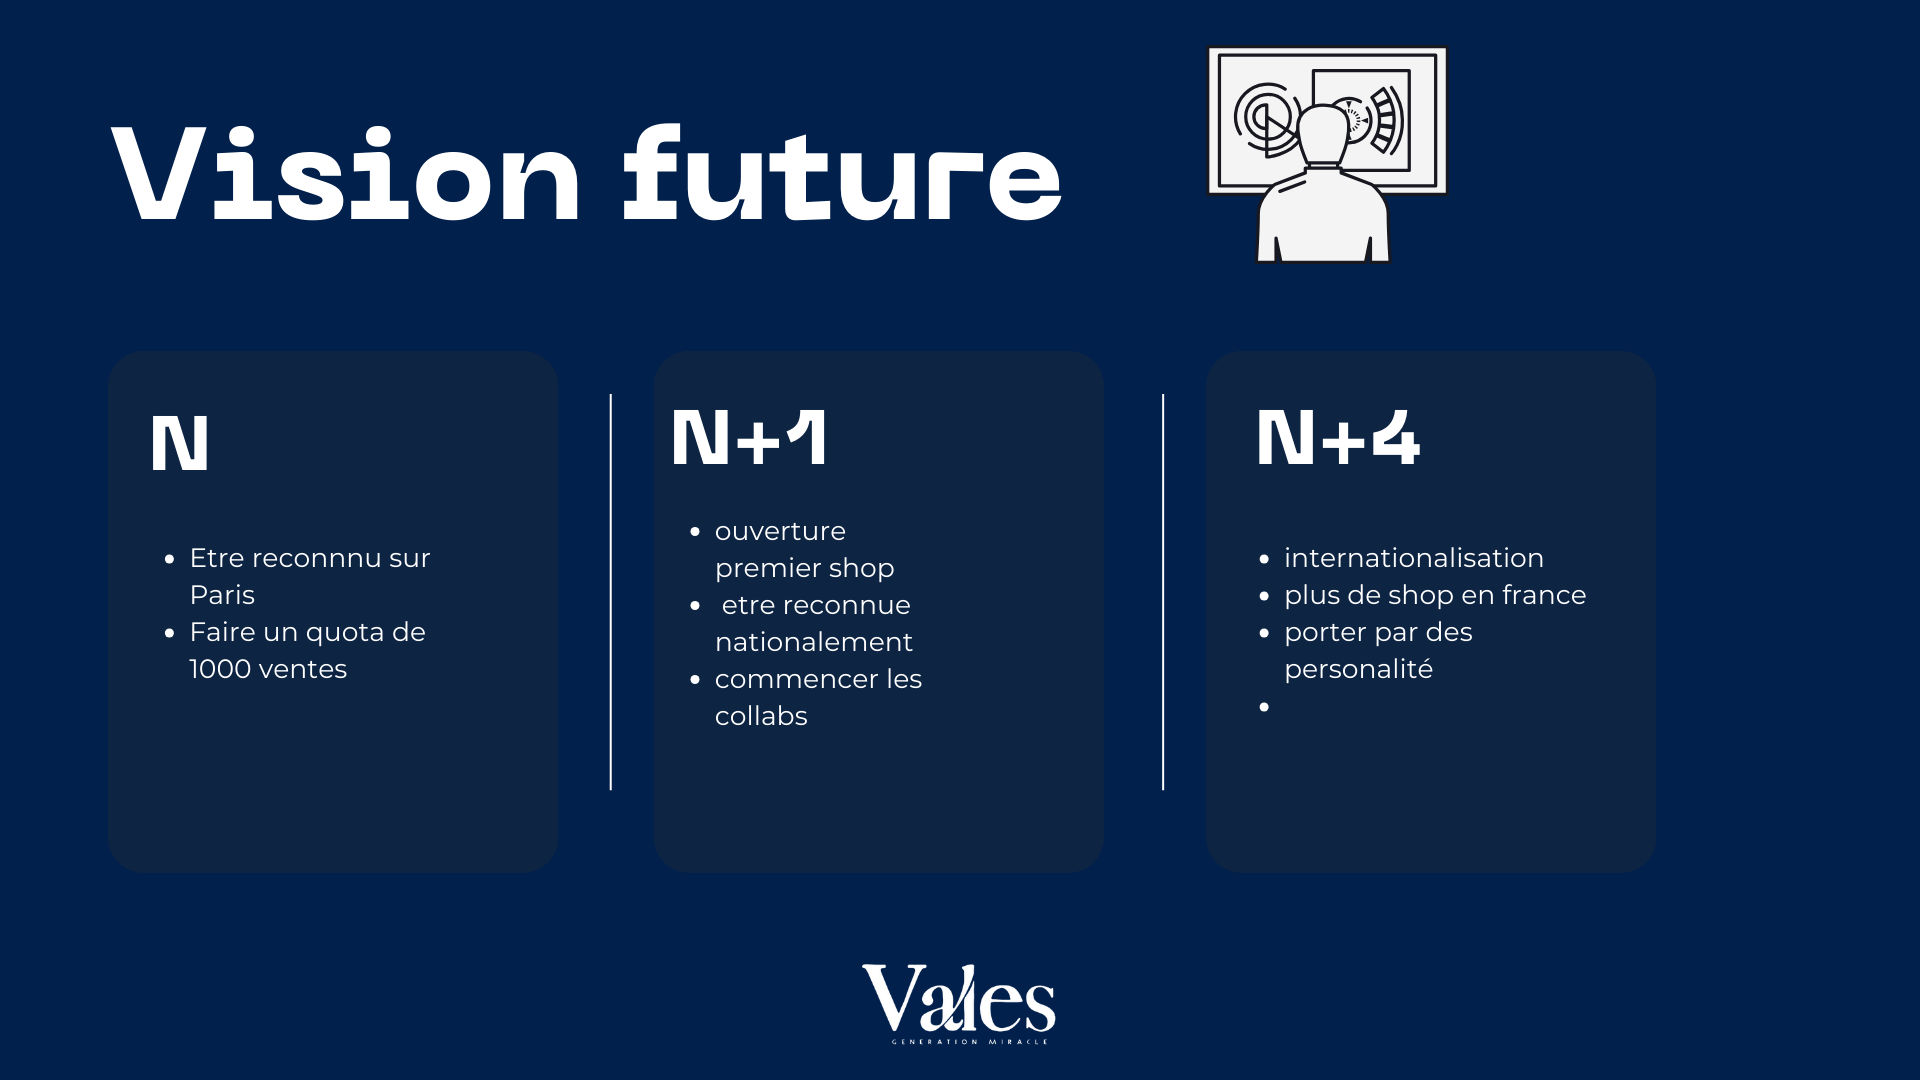 Vision future
N
• Etre reconnnu sur
Paris
• Faire un quota de
1000 ventes
N+1
• ouverture
premier shop
• etre reconnue
nationalement
• commencer les
collabs
N+4
• internationalisation
• plus de shop en france
• porter par des
personalité
•
Vales
GENERATION MIRACLE